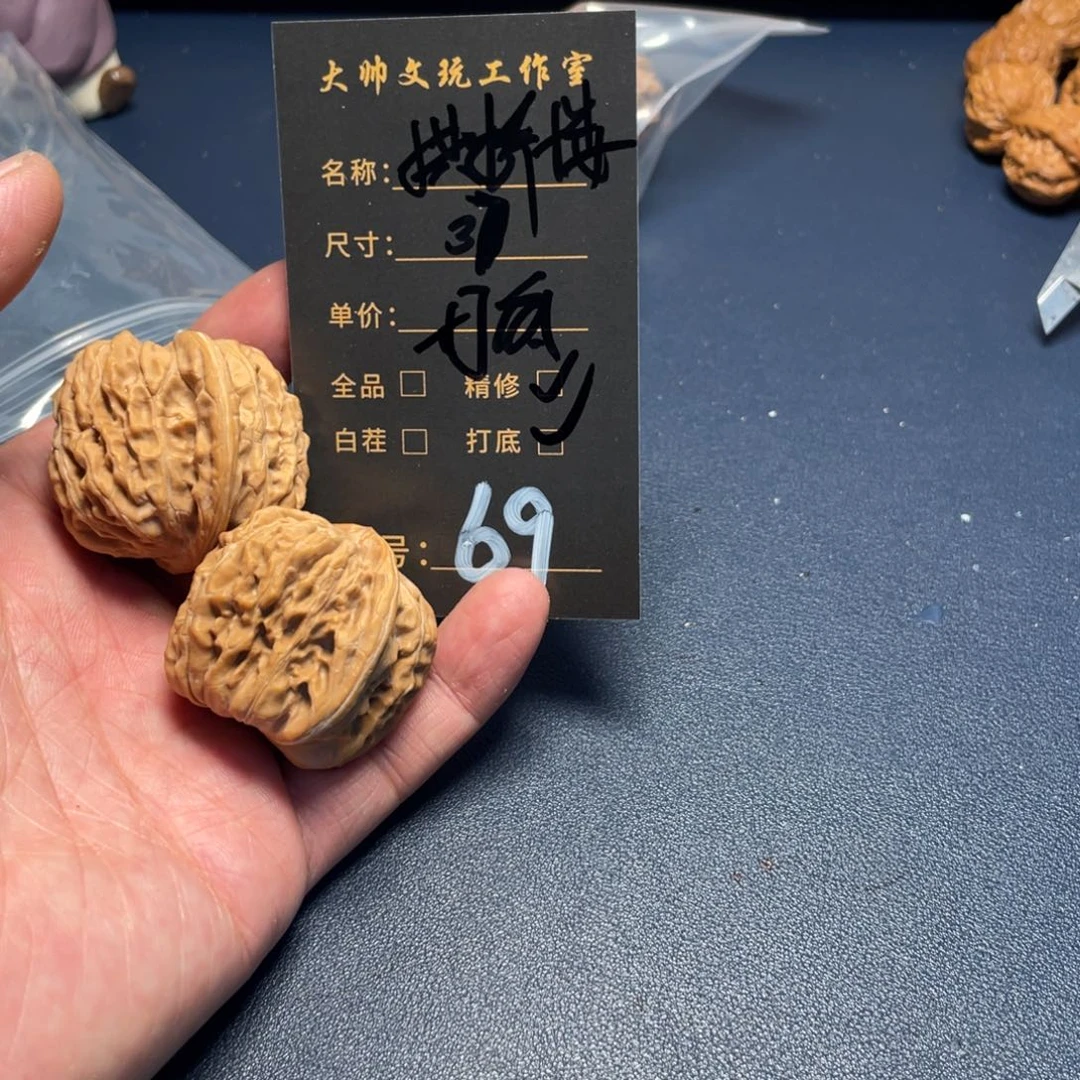 大帅文玩工作室
名称：
尺寸：37
单价：
全品 □ 精修 □
白茬 □ 打底 □
号：69